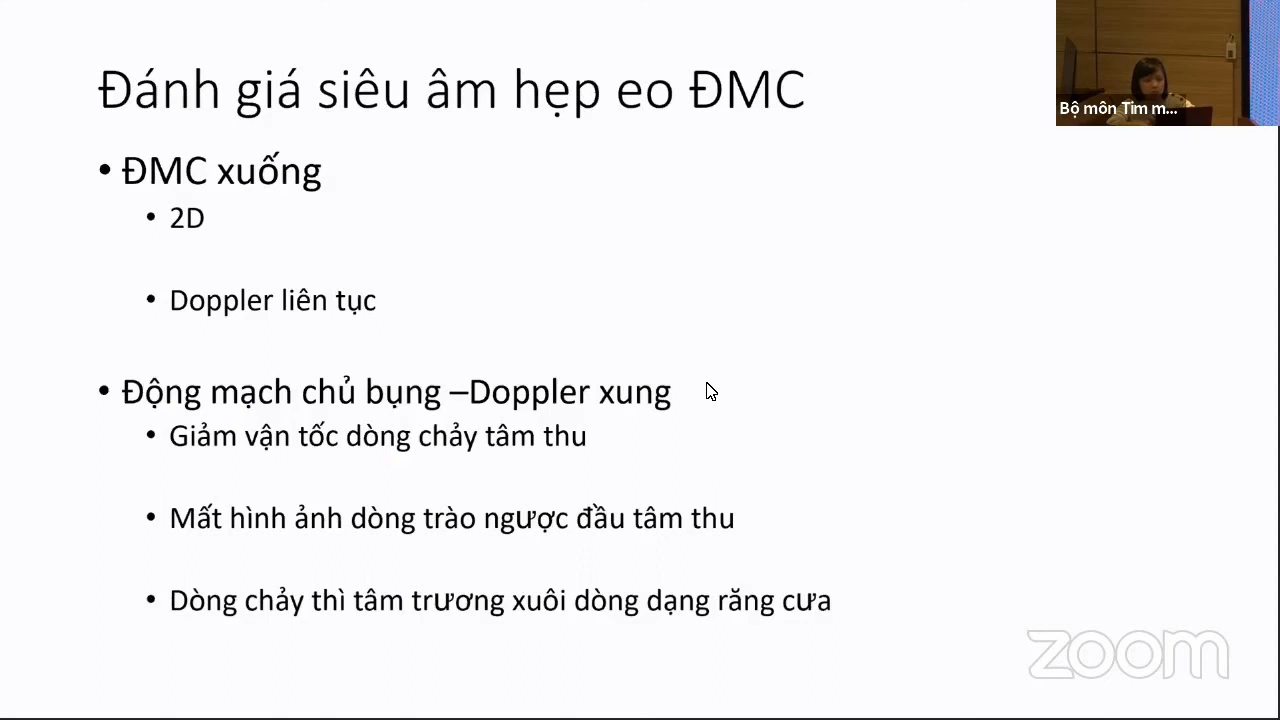 Đánh giá siêu âm hẹp eo ĐMC
Bộ môn Tim m...
• ĐMC xuống
• 2D
• Doppler liên tục
• Động mạch chủ bụng –Doppler xung
• Giảm vận tốc dòng chảy tâm thu
• Mất hình ảnh dòng trào ngược đầu tâm thu
• Dòng chảy thì tâm trương xuôi dòng dạng răng cưa
zoom